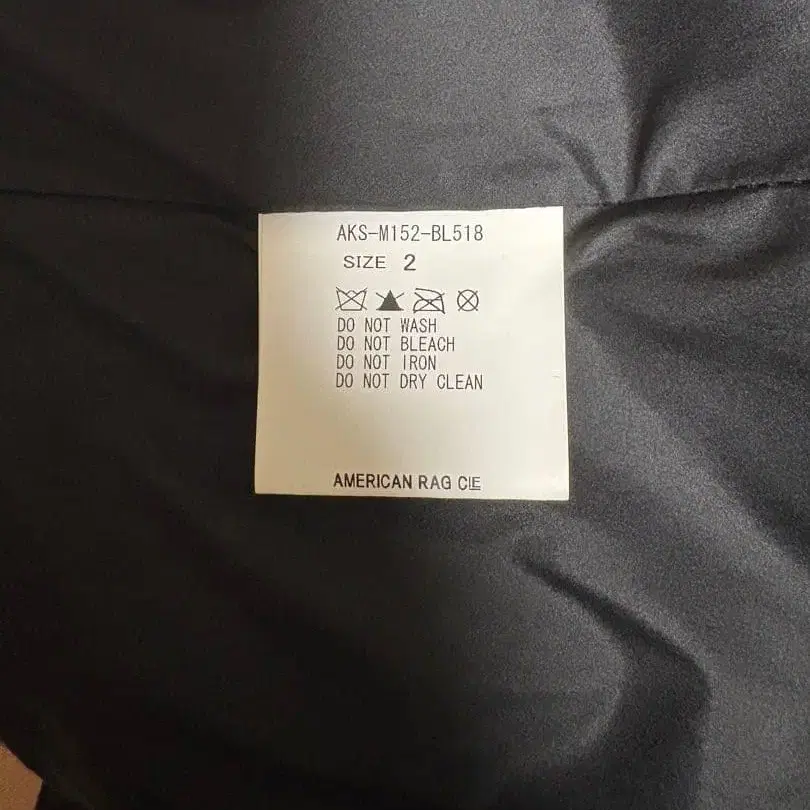 AKS-M152-BL518
SIZE 2
DO NOT WASH
DO NOT BLEACH
DO NOT IRON
DO NOT DRY CLEAN
AMERICAN RAG CIE